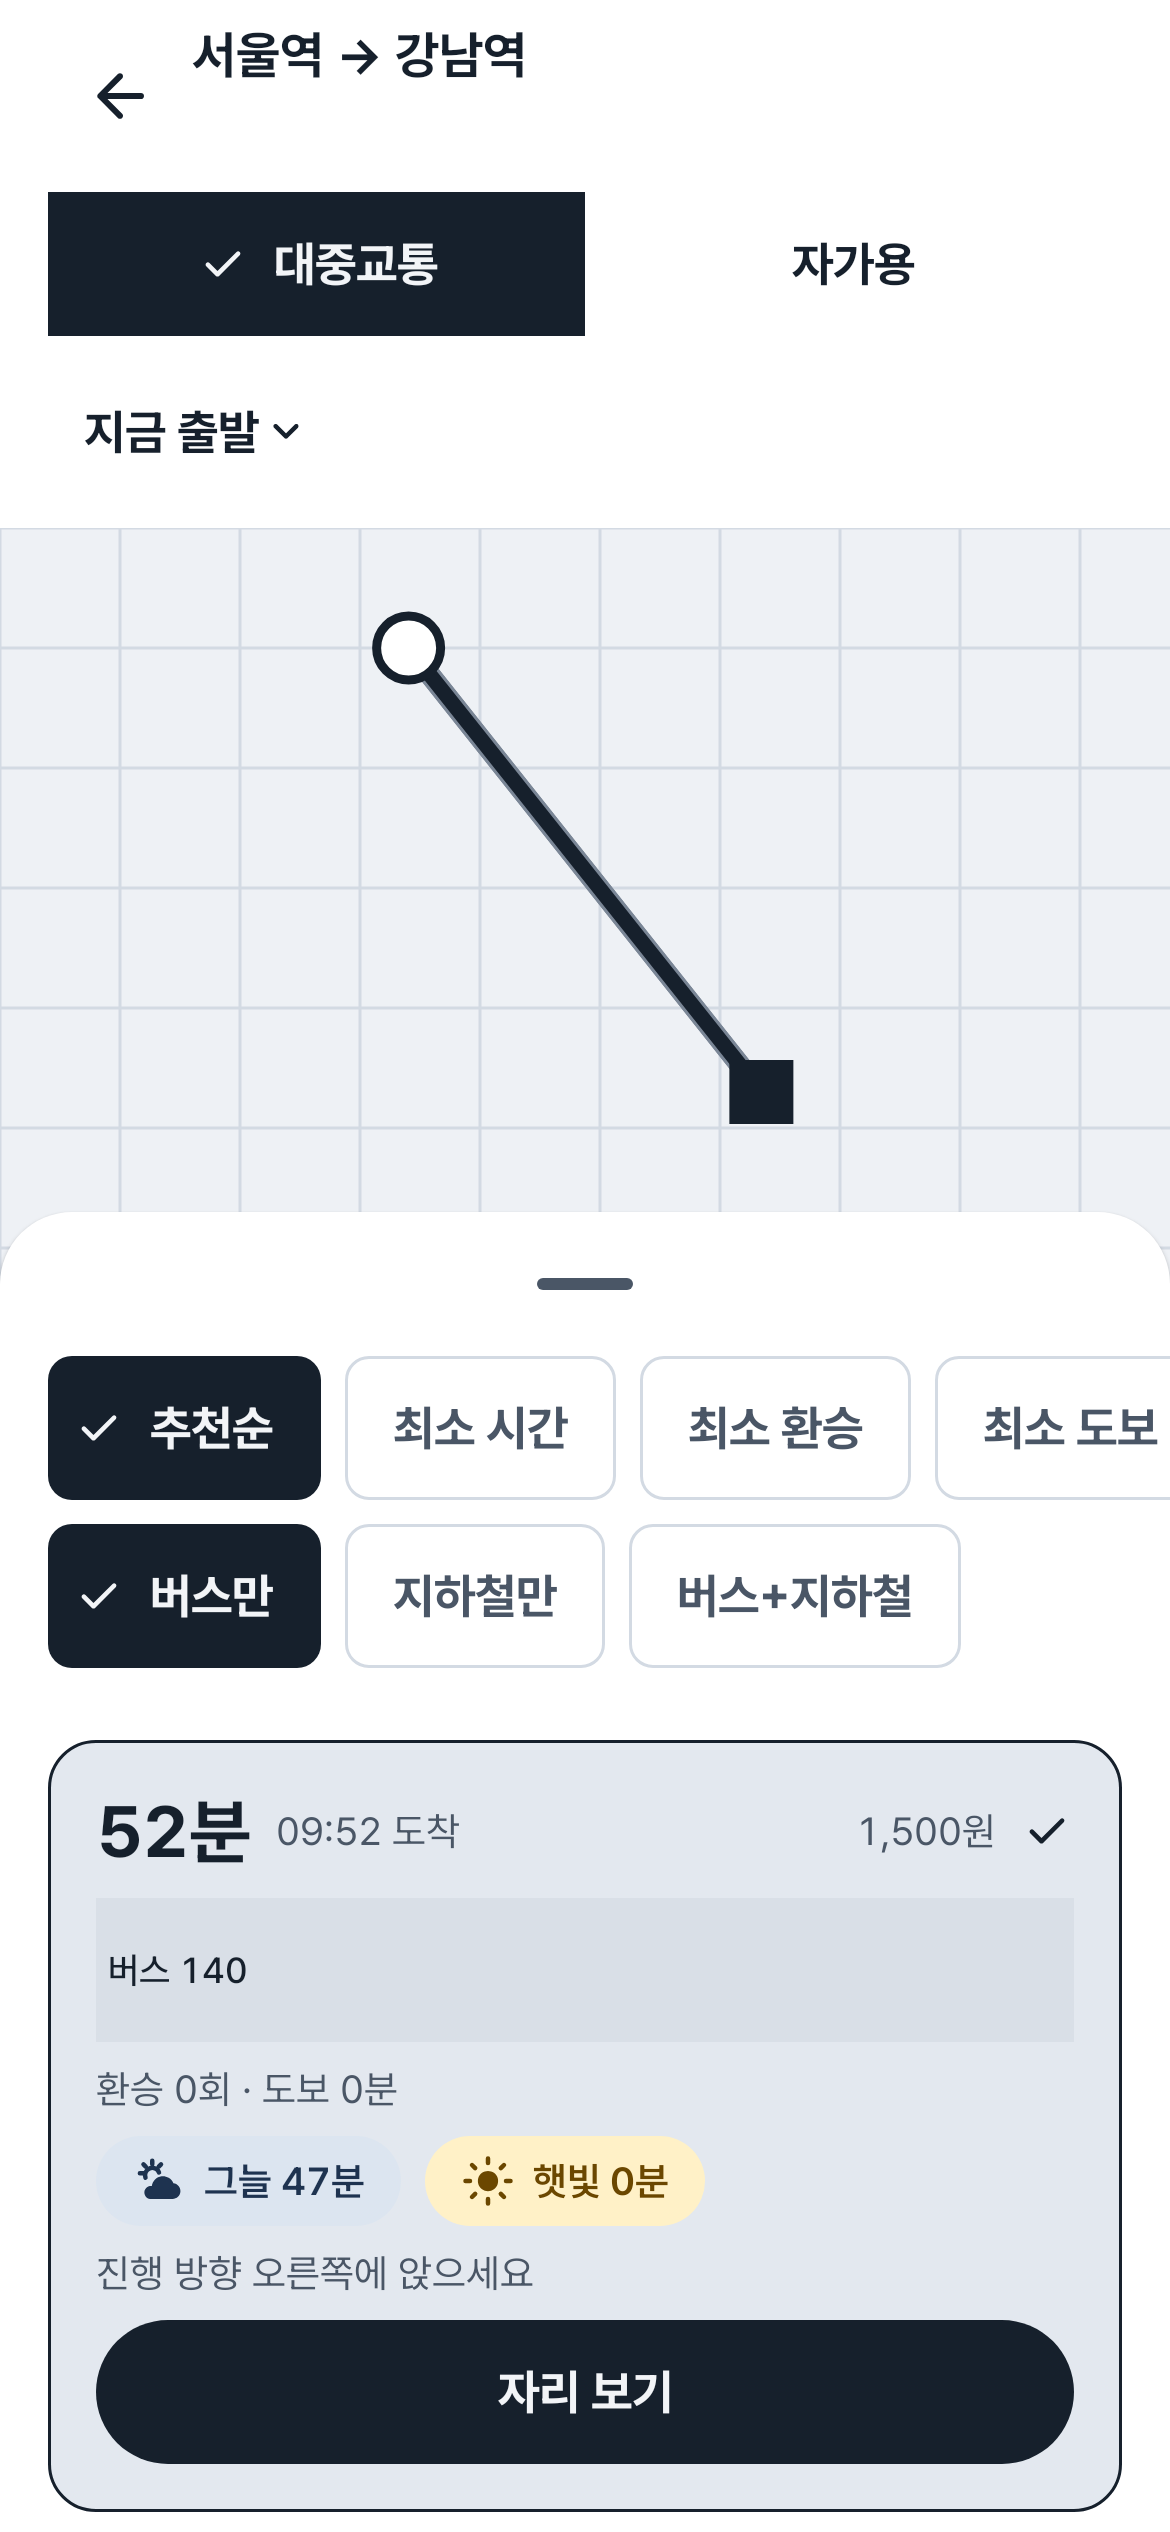 서울역 → 강남역
대중교통 자가용
지금 출발
추천순 최소 시간 최소 환승 최소 도보
버스만 지하철만 버스+지하철
52분 09:52 도착 1,500원
버스 140
환승 0회 · 도보 0분
그늘 47분 햇빛 0분
진행 방향 오른쪽에 앉으세요
자리 보기